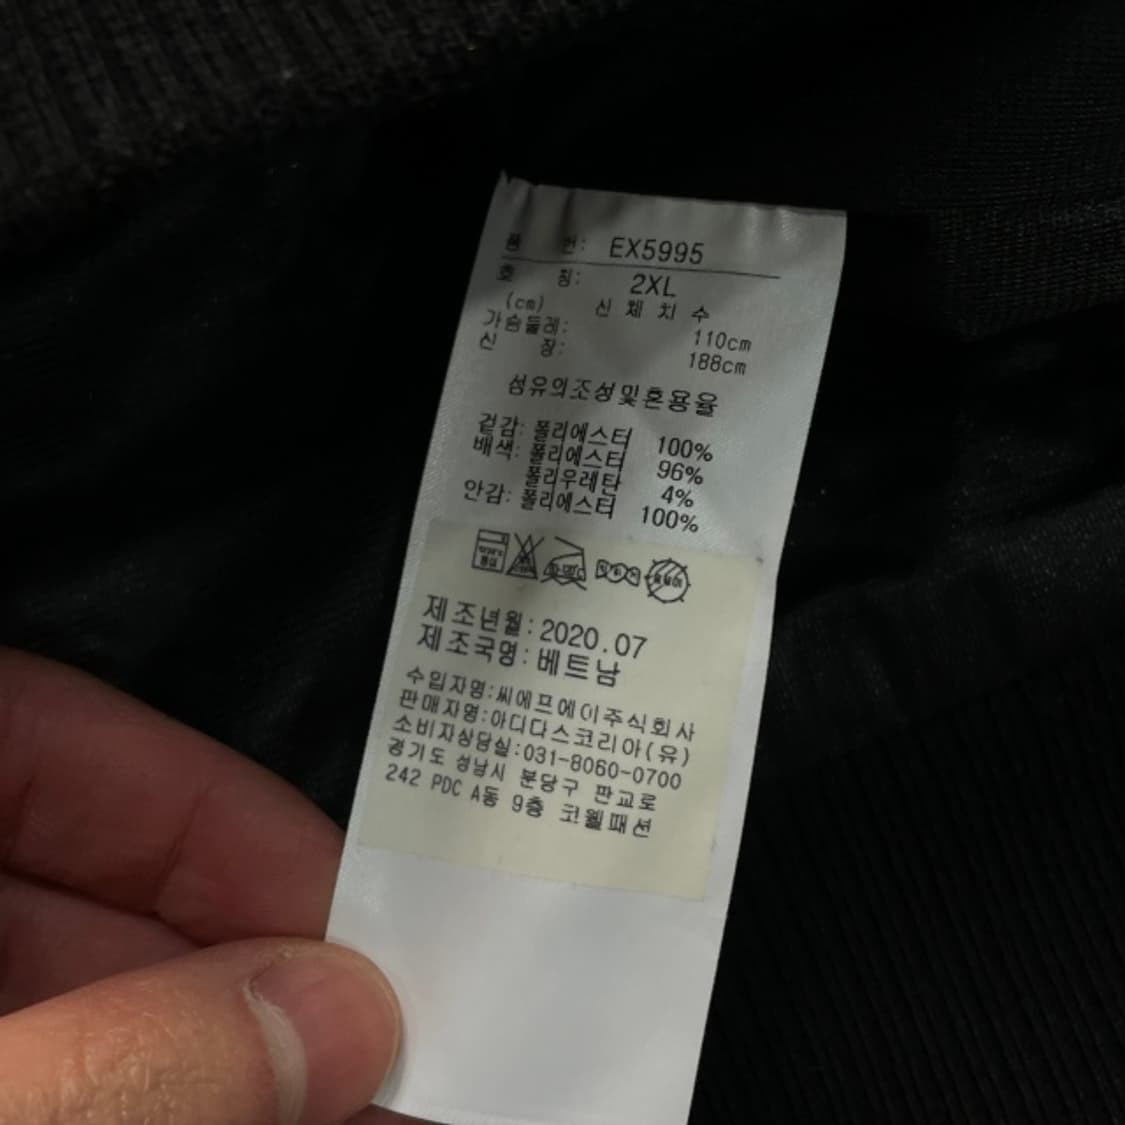 품 번: EX5995
호 칭: 2XL
(cm) 신 체 치 수
가슴둘레: 110cm
신 장: 188cm
섬유의조성및혼용율
겉감: 폴리에스터 100%
배색: 폴리에스터 96%
폴리우레탄 4%
안감: 폴리에스터 100%
제조년월:2020.07
제조국명:베트남
수입자명:씨에프에이주식회사
판매자명:아디다스코리아(유)
소비자상담실:031-8060-0700
경기도 성남시 분당구 판교로
242 PDC A동 9층 코웰패션